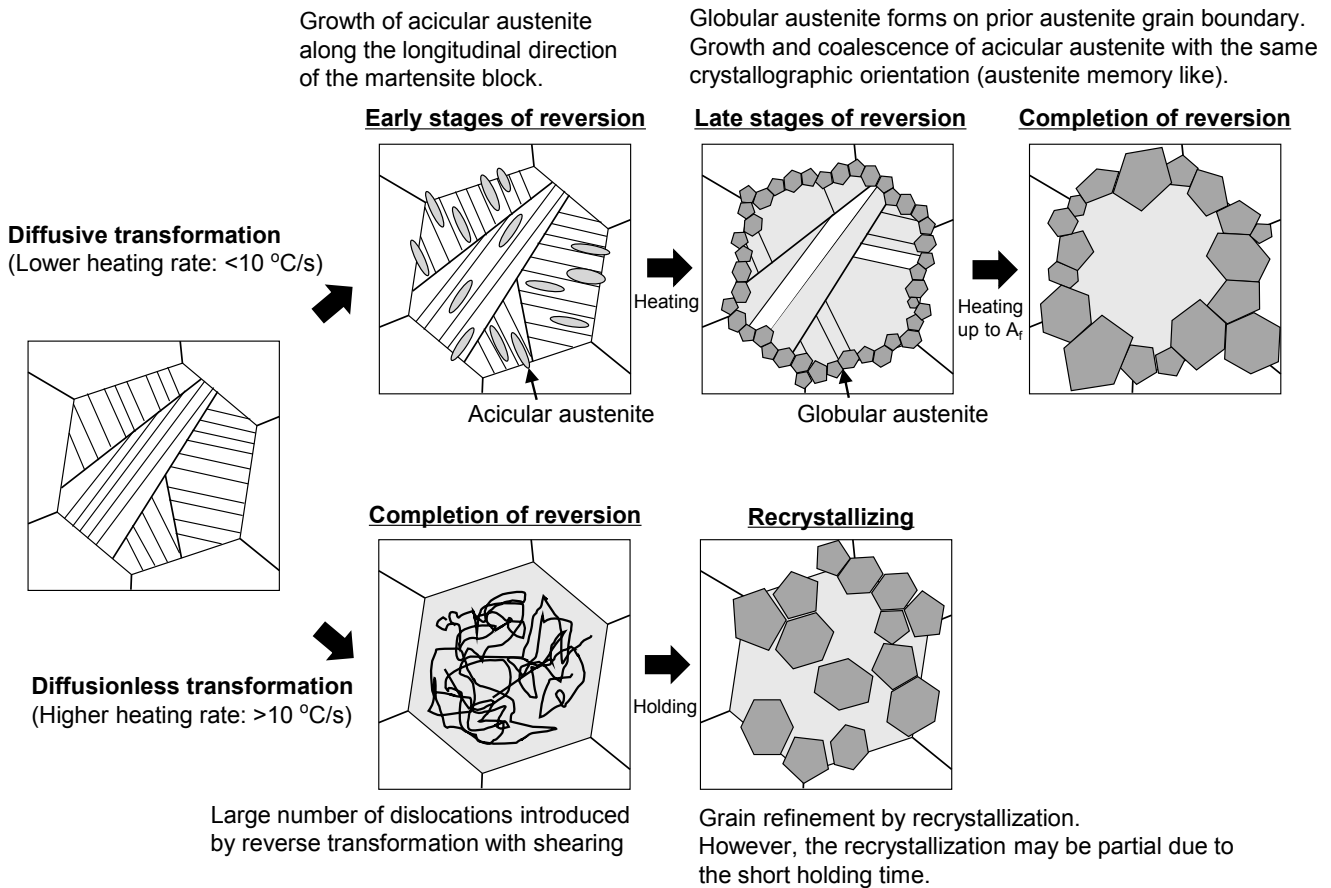 Growth of acicular austenite
along the longitudinal direction
of the martensite block.
Globular austenite forms on prior austenite grain boundary.
Growth and coalescence of acicular austenite with the same
crystallographic orientation (austenite memory like).
Early stages of reversion
Late stages of reversion
Completion of reversion
Diffusive transformation
(Lower heating rate: <10 °C/s)
Heating
Heating
up to Af
Acicular austenite
Globular austenite
Completion of reversion
Recrystallizing
Diffusionless transformation
(Higher heating rate: >10 °C/s)
Holding
Large number of dislocations introduced
by reverse transformation with shearing
Grain refinement by recrystallization.
However, the recrystallization may be partial due to
the short holding time.